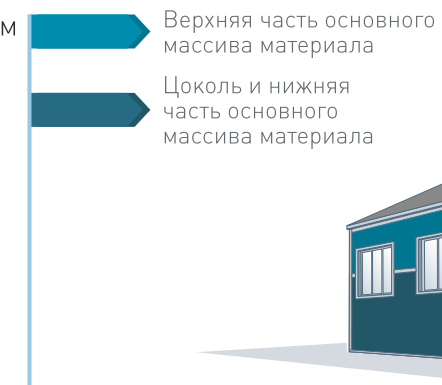 м
Верхняя часть основного
массива материала
Цоколь и нижняя
часть основного
массива материала